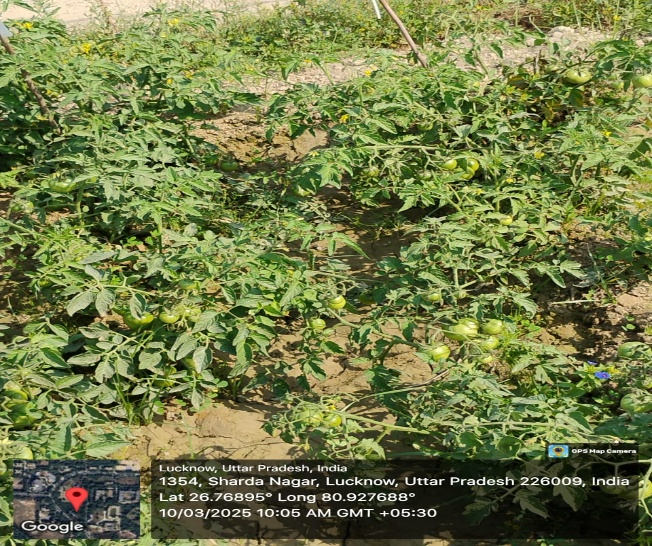 GPS Map Camera
Lucknow, Uttar Pradesh, India
1354, Sharda Nagar, Lucknow, Uttar Pradesh 226009, India
Lat 26.76895° Long 80.927688°
10/03/2025 10:05 AM GMT +05:30
Google